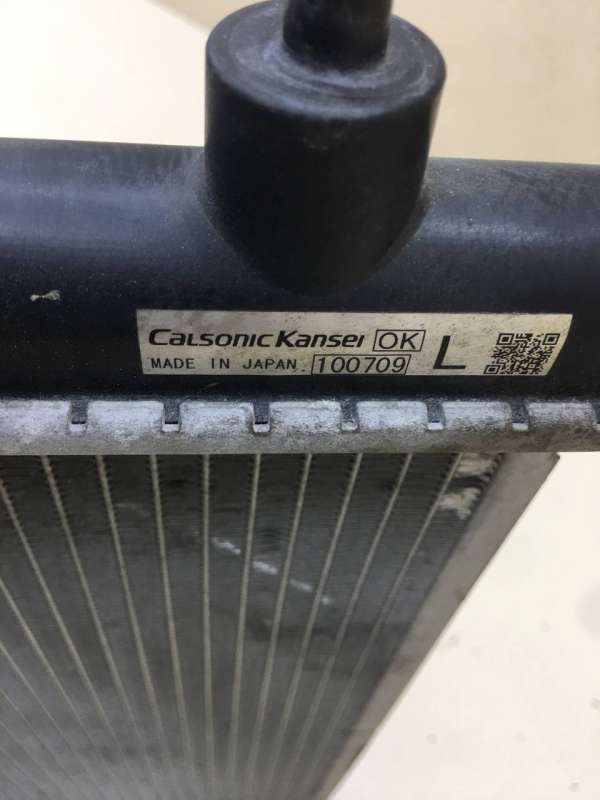 CalsonicKansei OK
MADE IN JAPAN 100709 L